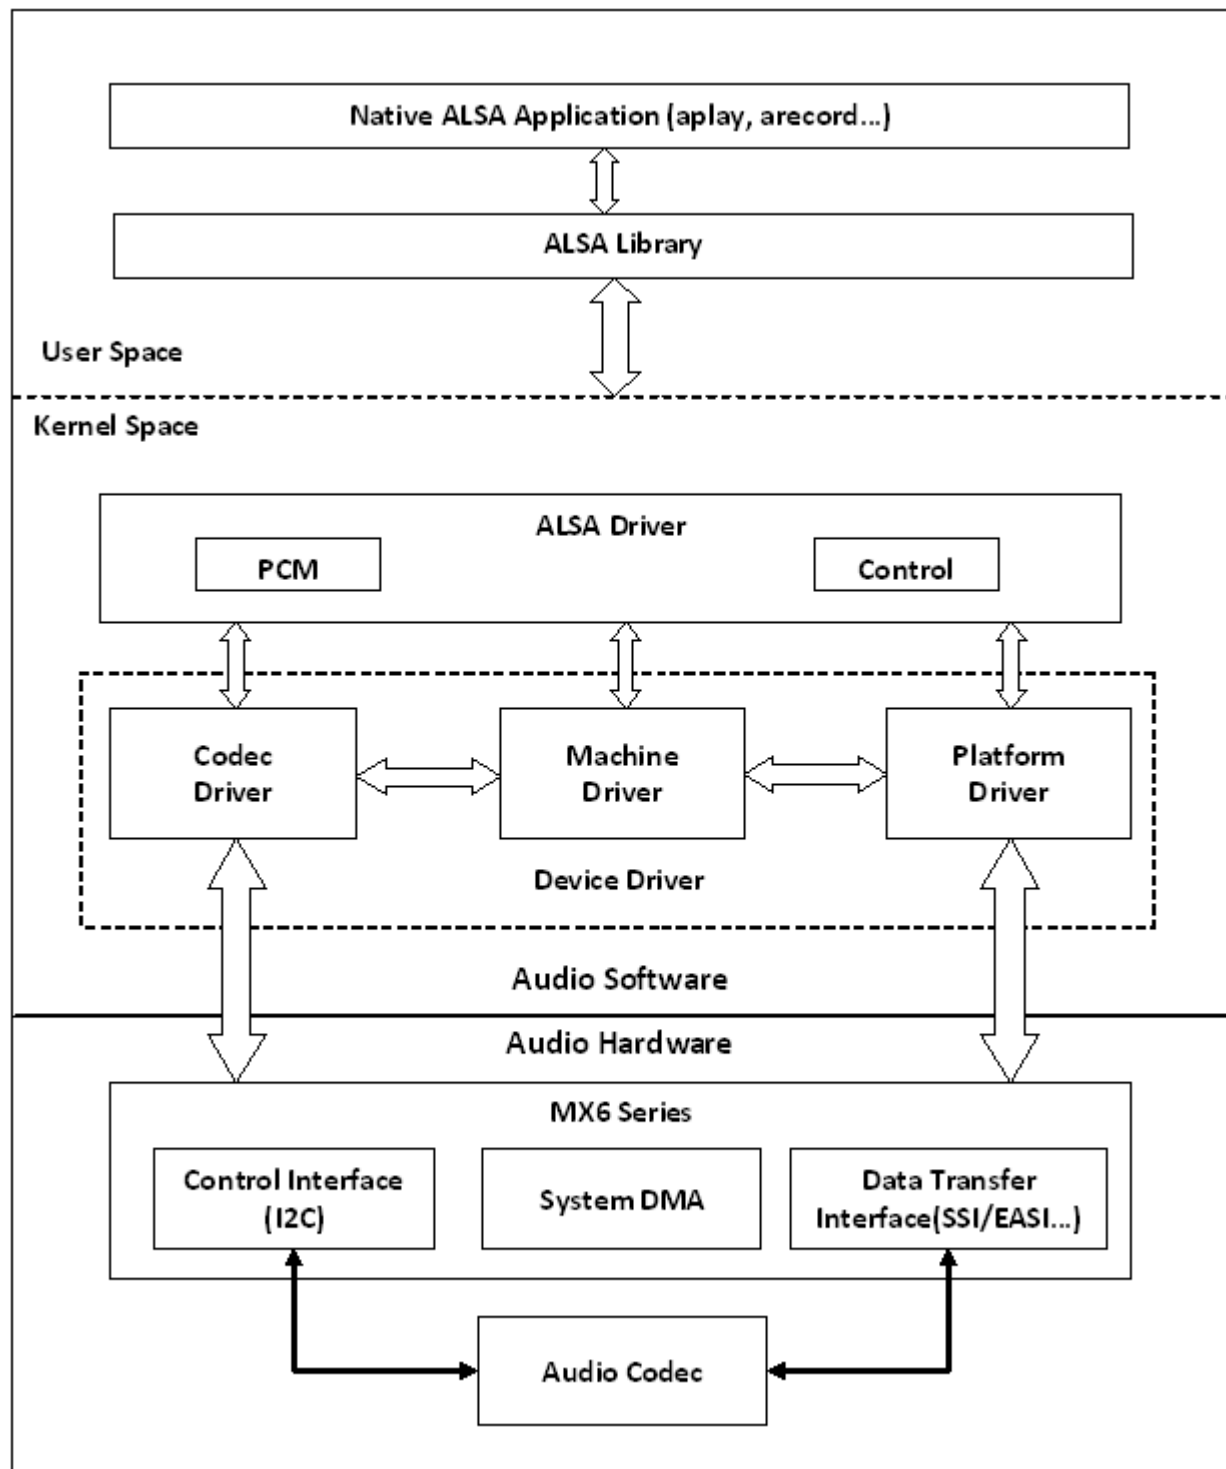 Native ALSA Application (aplay, arecord...)
ALSA Library
User Space
Kernel Space
ALSA Driver
PCM
Control
Codec
Driver
Machine
Driver
Platform
Driver
Device Driver
Audio Software
Audio Hardware
MX6 Series
Control Interface
(I2C)
System DMA
Data Transfer
Interface(SSI/EASI...)
Audio Codec